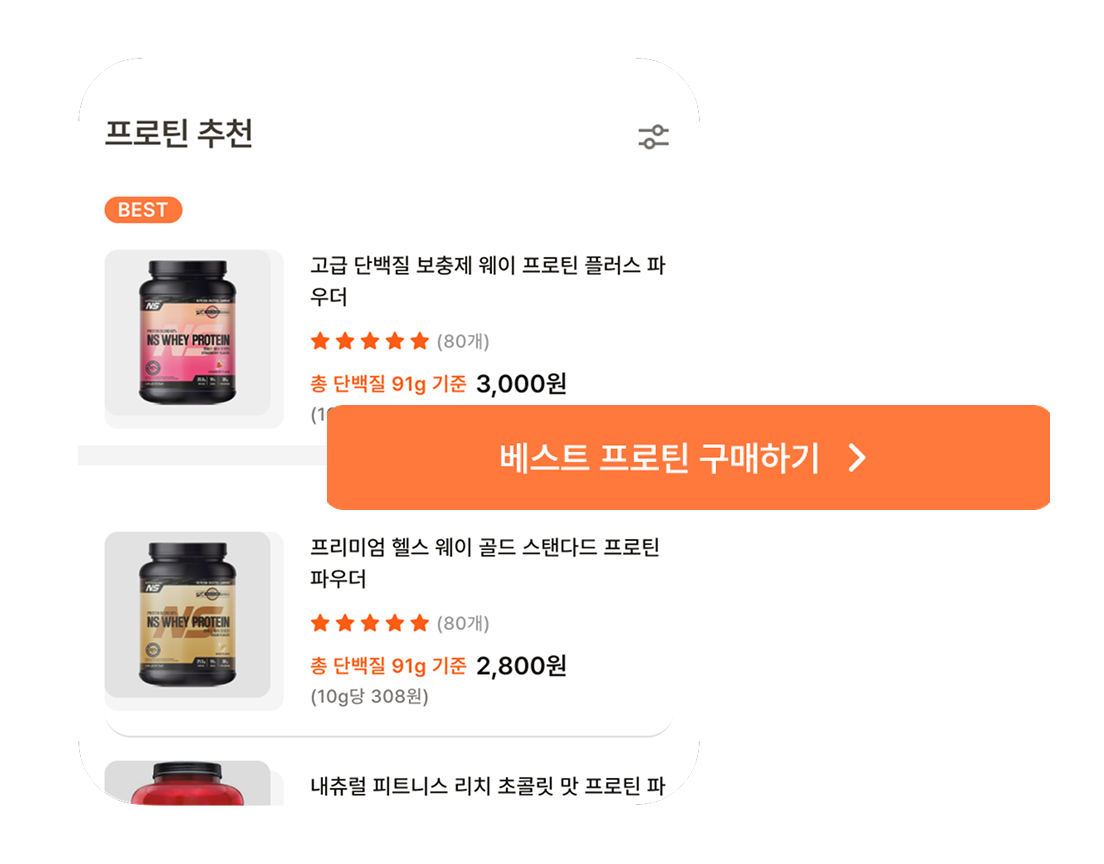 프로틴 추천
BEST
고급 단백질 보충제 웨이 프로틴 플러스 파
우더
(80개)
총 단백질 91g 기준 3,000원
베스트 프로틴 구매하기
NS
NS WHEY PROTEIN
프리미엄 헬스 웨이 골드 스탠다드 프로틴
파우더
(80개)
총 단백질 91g 기준 2,800원
(10g당 308원)
NS
NS WHEY PROTEIN
내츄럴 피트니스 리치 초콜릿 맛 프로틴 파